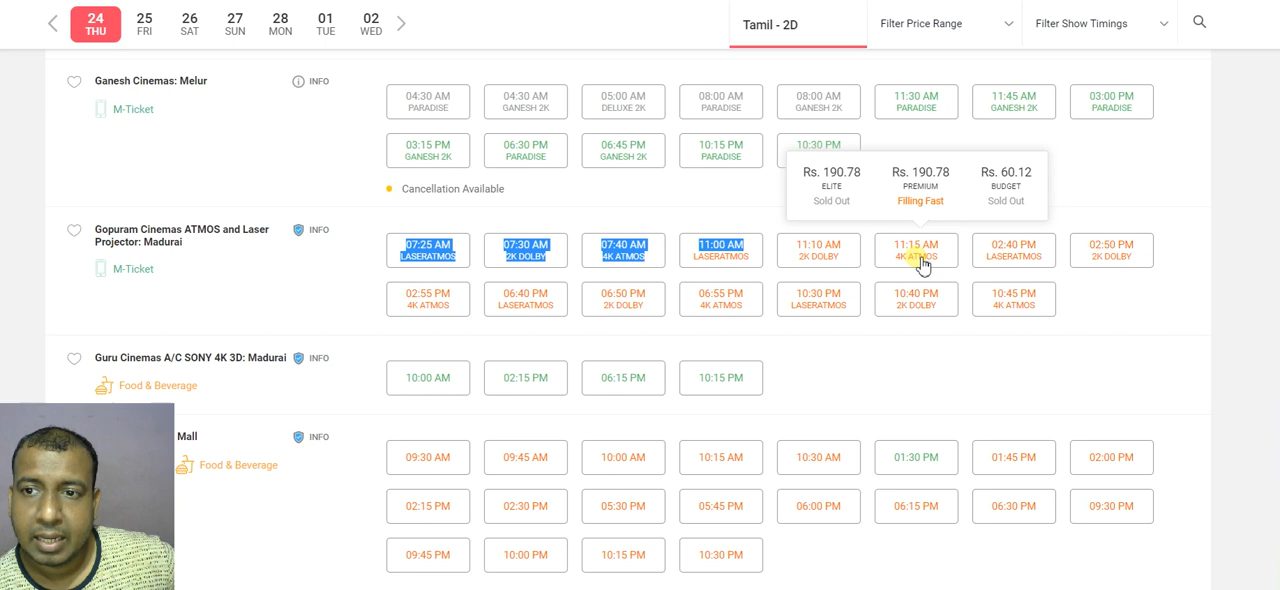 24
THU
25
FRI
26
SAT
27
SUN
28
MON
01
TUE
02
WED
Tamil - 2D
Filter Price Range
Filter Show Timings
Ganesh Cinemas: Melur
INFO
M-Ticket
04:30 AM
PARADISE
04:30 AM
GANESH 2K
05:00 AM
DELUXE 2K
08:00 AM
PARADISE
08:00 AM
GANESH 2K
11:30 AM
PARADISE
11:45 AM
GANESH 2K
03:00 PM
PARADISE
03:15 PM
GANESH 2K
06:30 PM
PARADISE
06:45 PM
GANESH 2K
10:15 PM
PARADISE
10:30 PM
Cancellation Available
Rs. 190.78
ELITE
Sold Out
Rs. 190.78
PREMIUM
Filling Fast
Rs. 60.12
BUDGET
Sold Out
Gopuram Cinemas ATMOS and Laser
Projector: Madurai
INFO
M-Ticket
07:25 AM
LASERATMOS
07:30 AM
2K DOLBY
07:40 AM
4K ATMOS
11:00 AM
LASERATMOS
11:10 AM
2K DOLBY
11:15 AM
4K ATMOS
02:40 PM
LASERATMOS
02:50 PM
2K DOLBY
02:55 PM
4K ATMOS
06:40 PM
LASERATMOS
06:50 PM
2K DOLBY
06:55 PM
4K ATMOS
10:30 PM
LASERATMOS
10:40 PM
2K DOLBY
10:45 PM
4K ATMOS
Guru Cinemas A/C SONY 4K 3D: Madurai
INFO
Food & Beverage
10:00 AM
02:15 PM
06:15 PM
10:15 PM
Mall
INFO
Food & Beverage
09:30 AM
09:45 AM
10:00 AM
10:15 AM
10:30 AM
01:30 PM
01:45 PM
02:00 PM
02:15 PM
02:30 PM
05:30 PM
05:45 PM
06:00 PM
06:15 PM
06:30 PM
09:30 PM
09:45 PM
10:00 PM
10:15 PM
10:30 PM